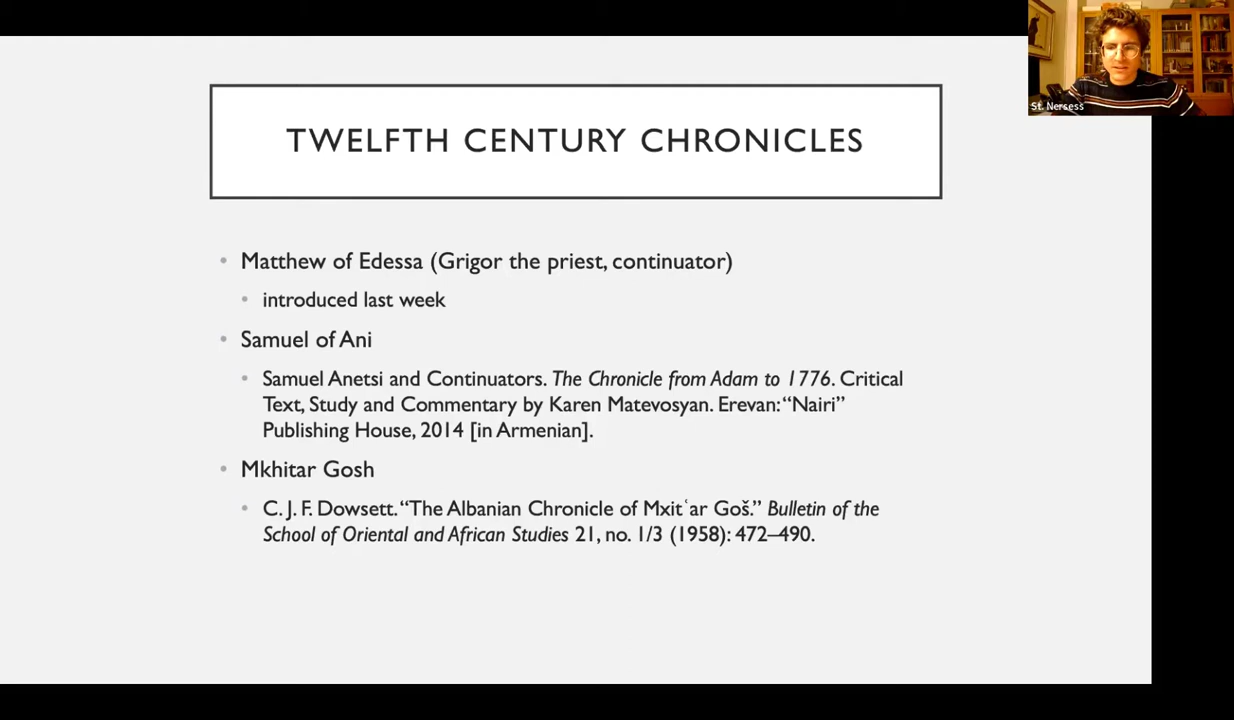 TWELFTH CENTURY CHRONICLES
St. Nersess
Matthew of Edessa (Grigor the priest, continuator)
introduced last week
Samuel of Ani
Samuel Anetsi and Continuators. The Chronicle from Adam to 1776. Critical
Text, Study and Commentary by Karen Matevosyan. Erevan: “Nairi”
Publishing House, 2014 [in Armenian].
Mkhitar Gosh
C. J. F. Dowsett. “The Albanian Chronicle of Mxitʿar Goš.” Bulletin of the
School of Oriental and African Studies 21, no. 1/3 (1958): 472–490.